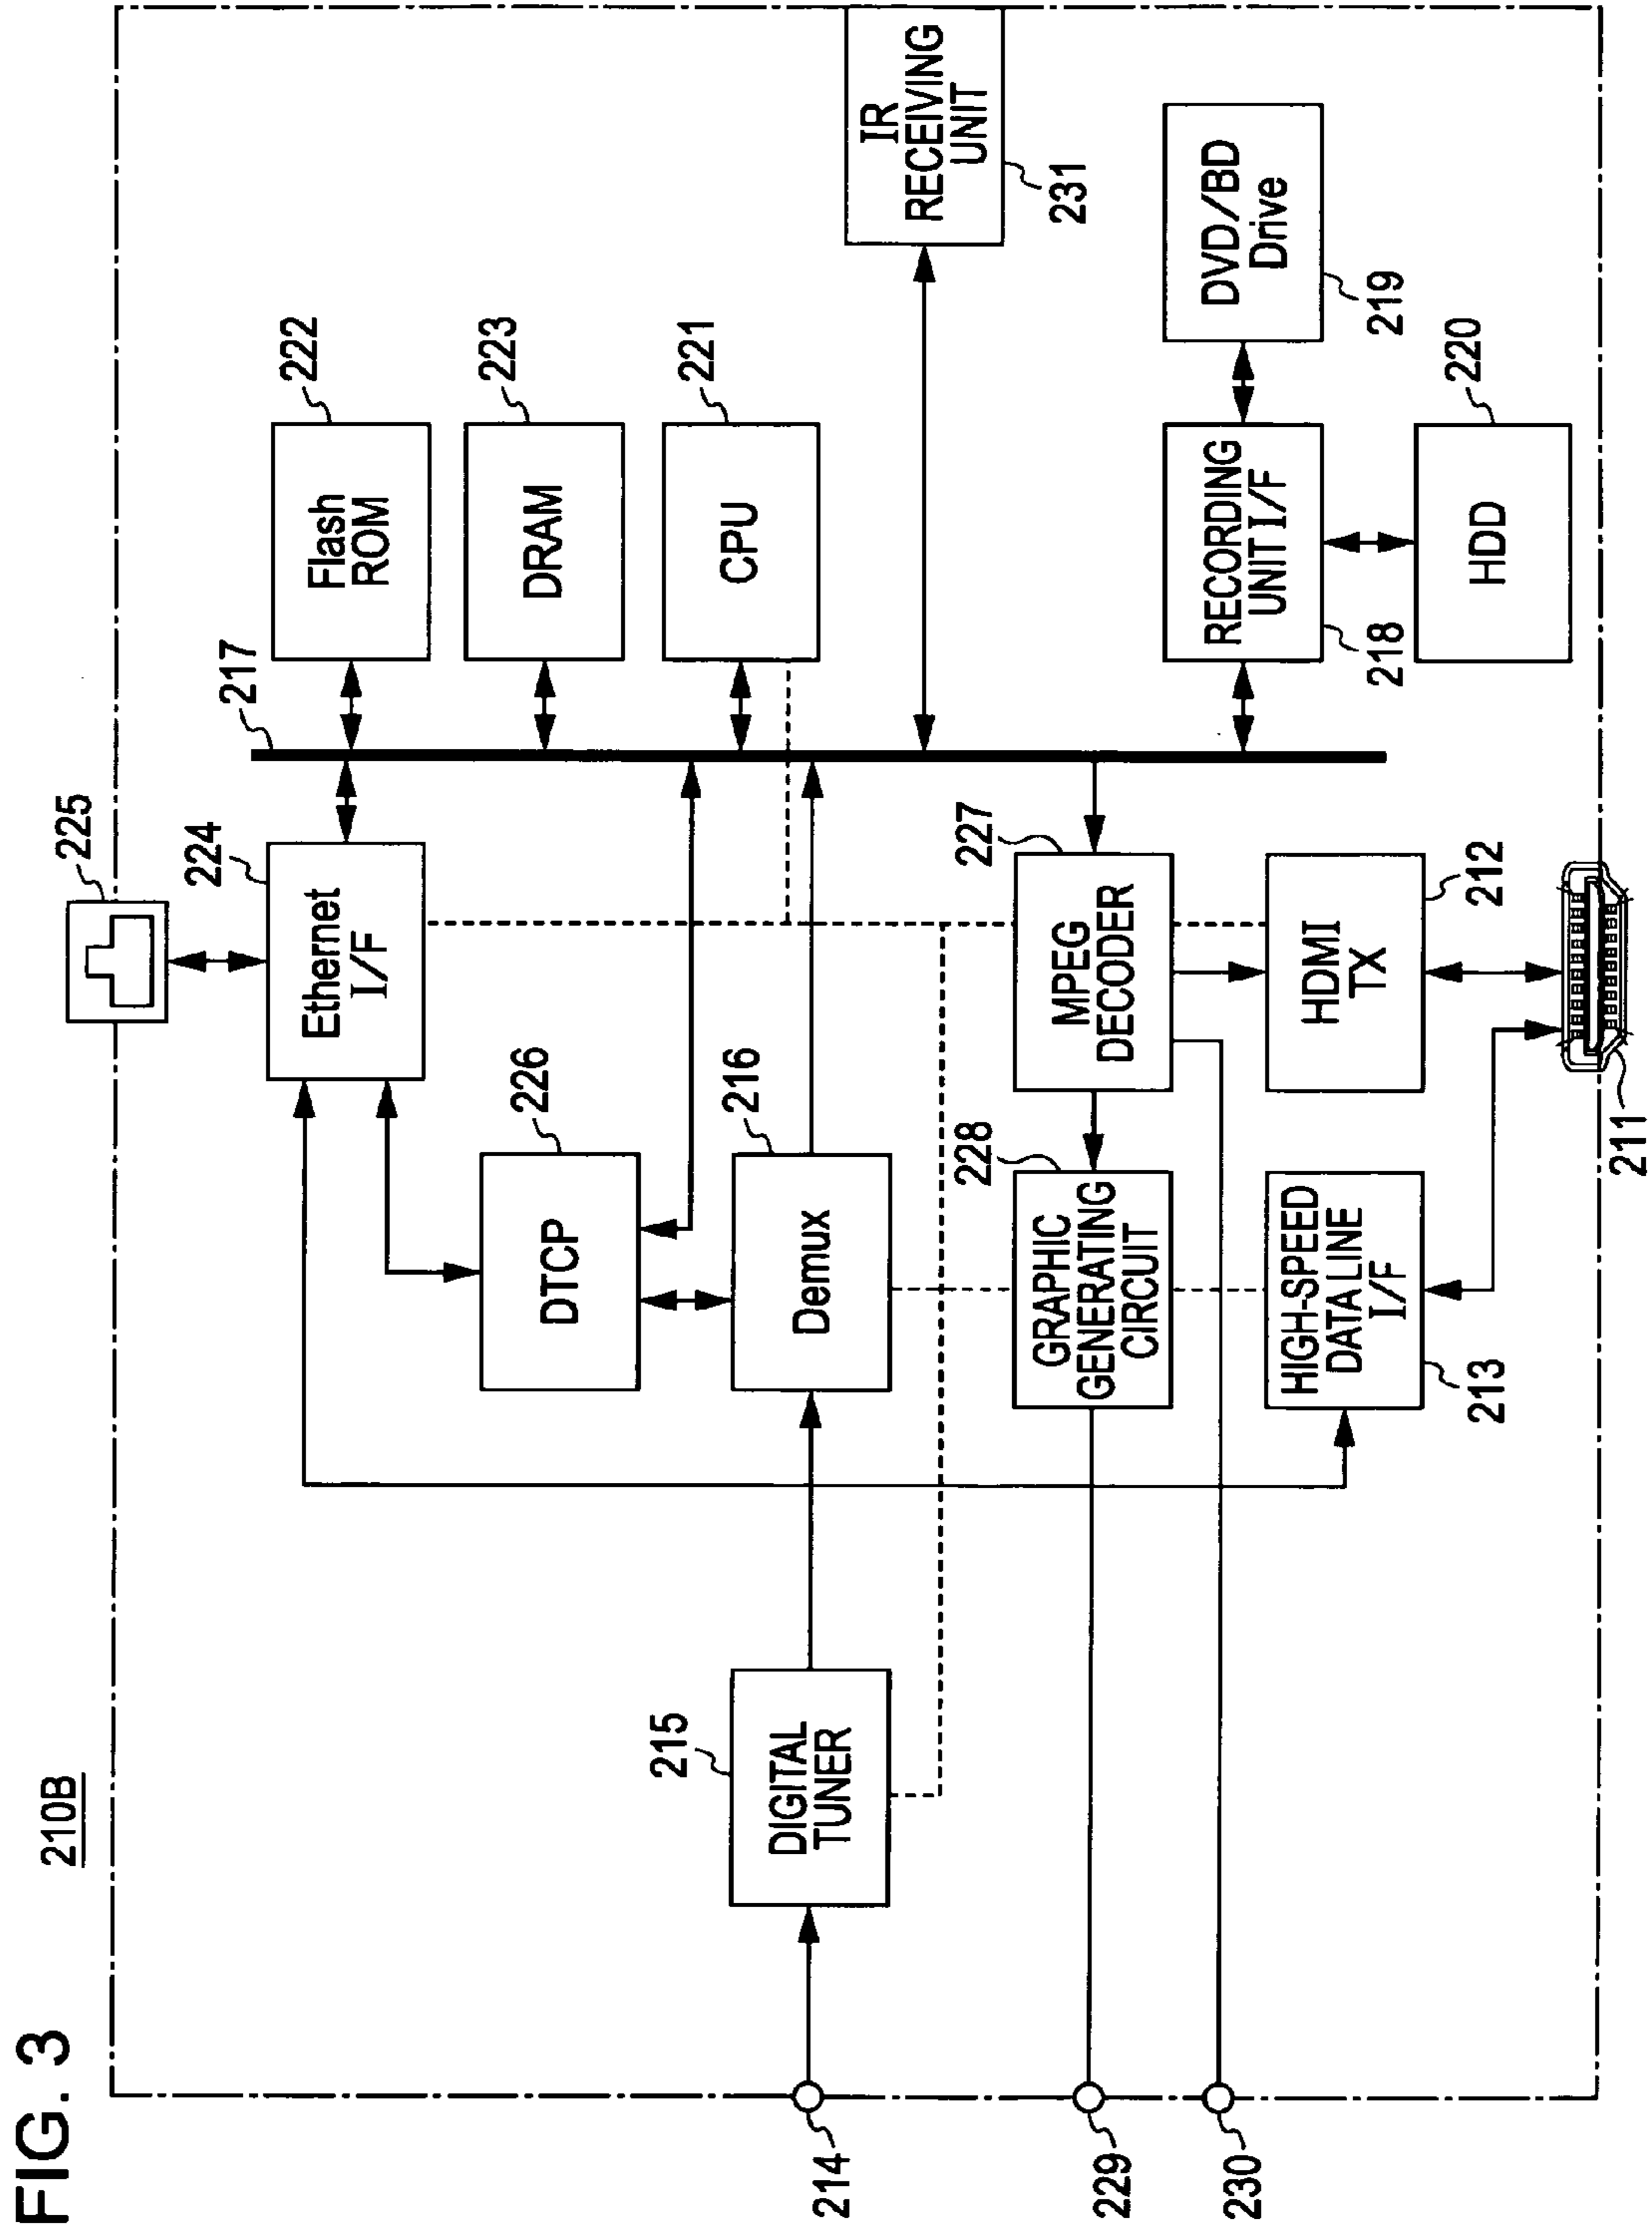 FIG. 3
210B
225
224
Ethernet
I/F
217
222
Flash
ROM
223
DRAM
221
CPU
226
DTCP
216
Demux
215
DIGITAL
TUNER
214
IR
RECEIVING
UNIT
231
227
MPEG
DECODER
228
GRAPHIC
GENERATING
CIRCUIT
229
230
HDMI
TX
212
HIGH-SPEED
DATA LINE
I/F
213
211
RECORDING
UNIT I/F
218
DVD/BD
Drive
219
HDD
220